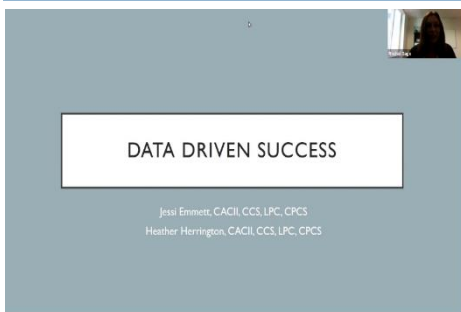 DATA DRIVEN SUCCESS
Jessi Emmett, CACII, CCS, LPC, CPCS
Heather Herrington, CACII, CCS, LPC, CPCS